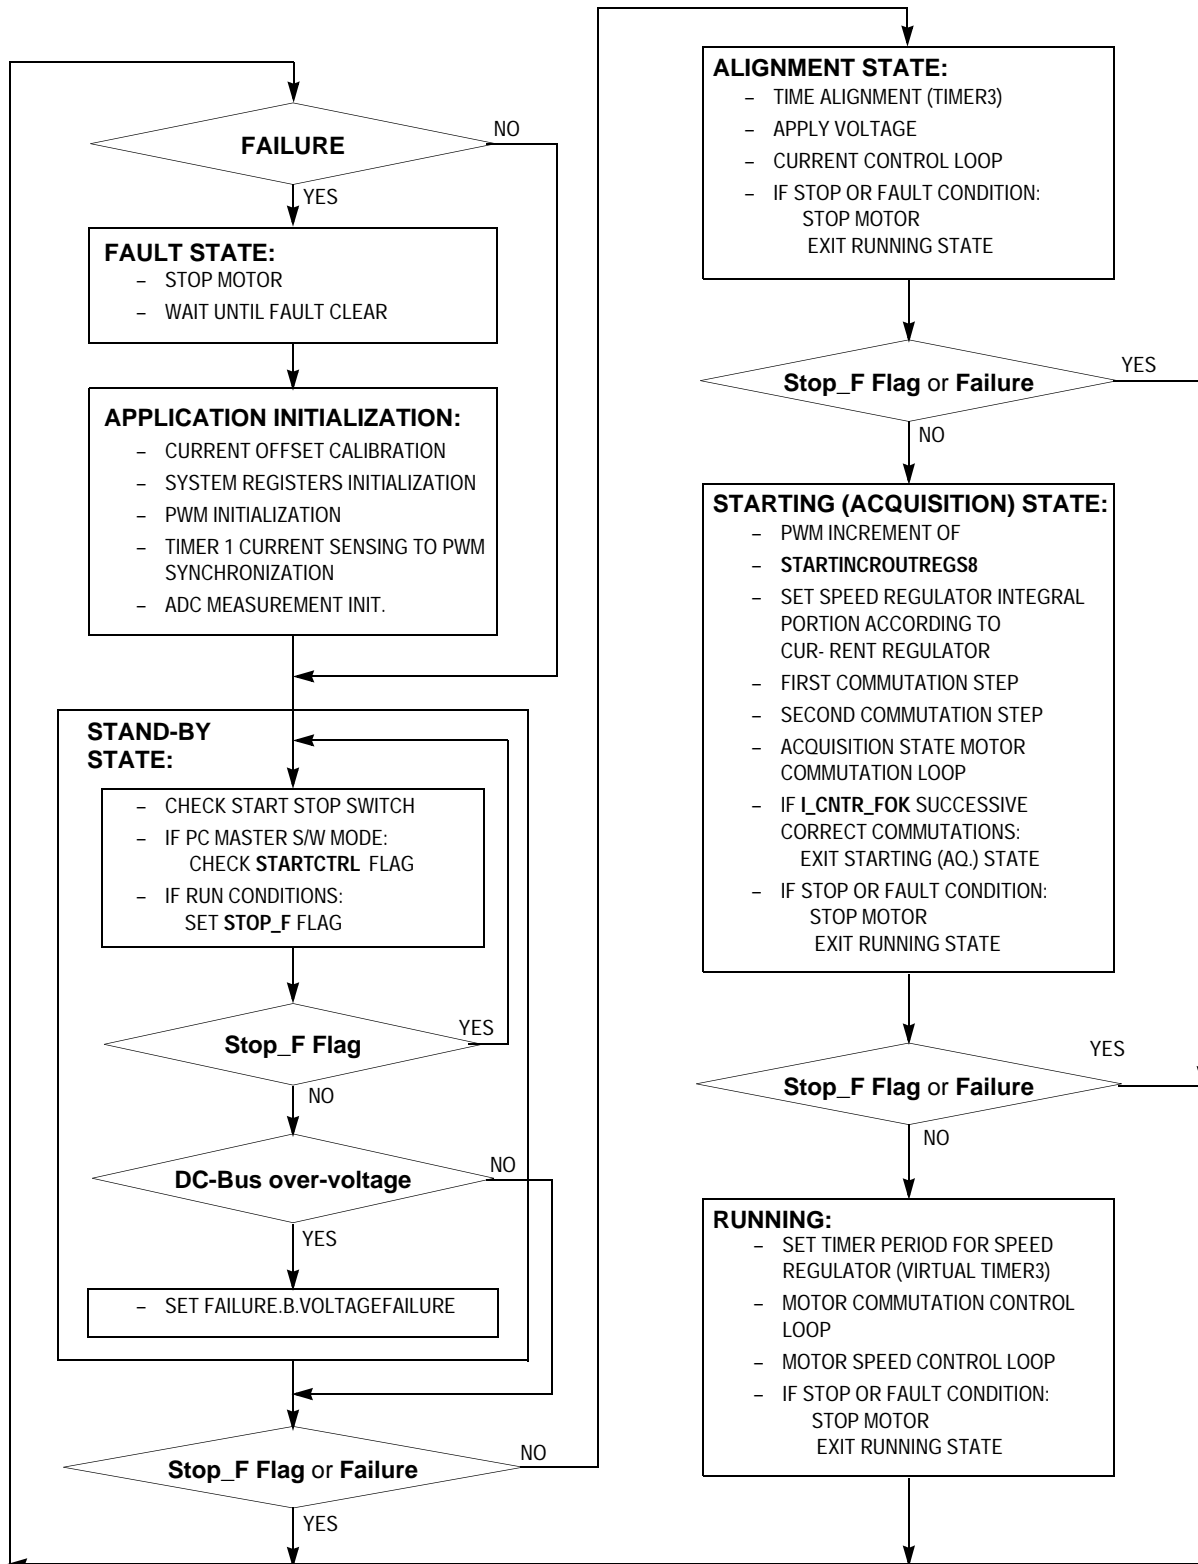 FAILURE
NO
YES
FAULT STATE:
– STOP MOTOR
– WAIT UNTIL FAULT CLEAR
APPLICATION INITIALIZATION:
– CURRENT OFFSET CALIBRATION
– SYSTEM REGISTERS INITIALIZATION
– PWM INITIALIZATION
– TIMER 1 CURRENT SENSING TO PWM
SYNCHRONIZATION
– ADC MEASUREMENT INIT.
STAND-BY
STATE:
– CHECK START STOP SWITCH
– IF PC MASTER S/W MODE:
CHECK STARTCTRL FLAG
– IF RUN CONDITIONS:
SET STOP_F FLAG
Stop_F Flag
YES
NO
DC-Bus over-voltage
NO
YES
– SET FAILURE.B.VOLTAGEFAILURE
Stop_F Flag or Failure
NO
YES
ALIGNMENT STATE:
– TIME ALIGNMENT (TIMER3)
– APPLY VOLTAGE
– CURRENT CONTROL LOOP
– IF STOP OR FAULT CONDITION:
STOP MOTOR
EXIT RUNNING STATE
Stop_F Flag or Failure
YES
NO
STARTING (ACQUISITION) STATE:
– PWM INCREMENT OF
– STARTINCROUTREGS8
– SET SPEED REGULATOR INTEGRAL
PORTION ACCORDING TO
CUR- RENT REGULATOR
– FIRST COMMUTATION STEP
– SECOND COMMUTATION STEP
– ACQUISITION STATE MOTOR
COMMUTATION LOOP
– IF I_CNTR_FOK SUCCESSIVE
CORRECT COMMUTATIONS:
EXIT STARTING (AQ.) STATE
– IF STOP OR FAULT CONDITION:
STOP MOTOR
EXIT RUNNING STATE
Stop_F Flag or Failure
YES
NO
RUNNING:
– SET TIMER PERIOD FOR SPEED
REGULATOR (VIRTUAL TIMER3)
– MOTOR COMMUTATION CONTROL
LOOP
– MOTOR SPEED CONTROL LOOP
– IF STOP OR FAULT CONDITION:
STOP MOTOR
EXIT RUNNING STATE